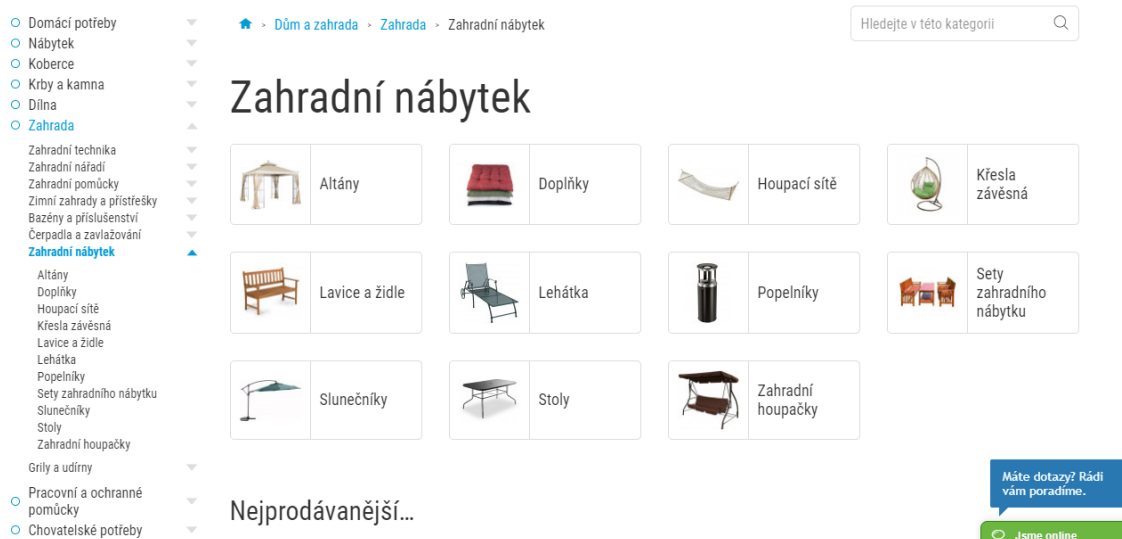 Domácí potřeby
Nábytek
Koberce
Krby a kamna
Dílna
Zahrada
Zahradní technika
Zahradní nářadí
Zahradní pomůcky
Zimní zahrady a přístřešky
Bazény a příslušenství
Čerpadla a zavlažování
Zahradní nábytek
Altány
Doplňky
Houpací sítě
Křesla závěsná
Lavice a židle
Lehátka
Popelníky
Sety zahradního nábytku
Slunečníky
Stoly
Zahradní houpačky
Grily a udírny
Pracovní a ochranné
pomůcky
Chovatelské potřeby
> Dům a zahrada > Zahrada > Zahradní nábytek
Hledejte v této kategorii
Zahradní nábytek
Altány
Doplňky
Houpací sítě
Křesla
závěsná
Lavice a židle
Lehátka
Popelníky
Sety
zahradního
nábytku
Slunečníky
Stoly
Zahradní
houpačky
Nejprodávanější...
Máte dotazy? Rádi
vám poradíme.
Jsme online